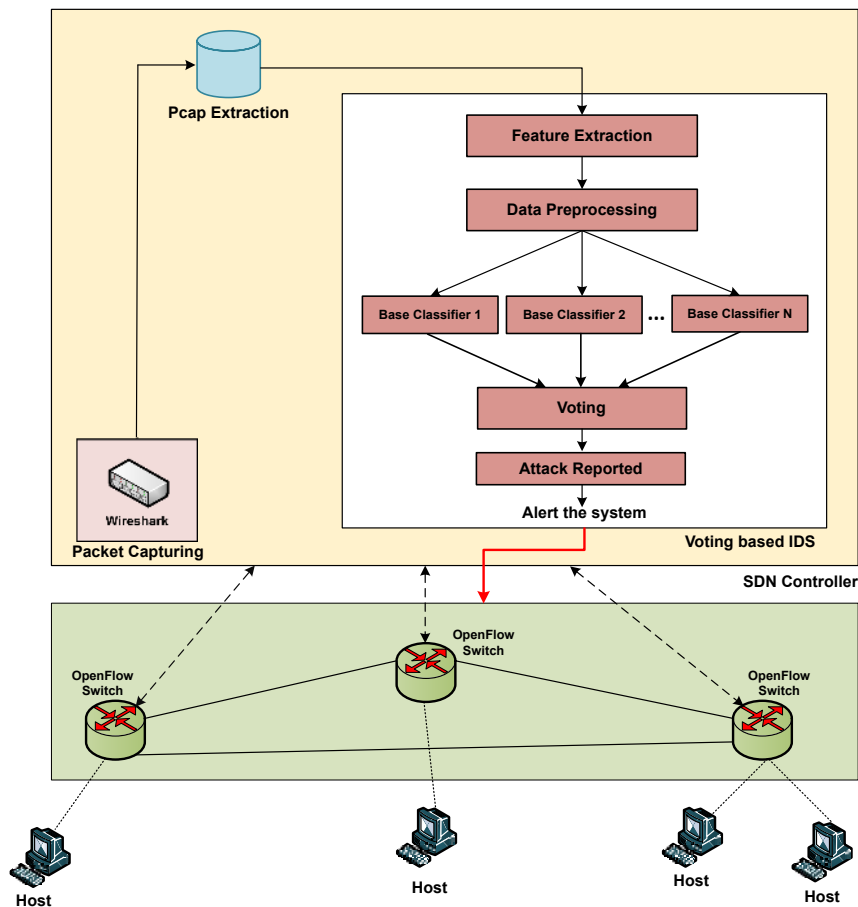 Pcap Extraction
Feature Extraction
Data Preprocessing
Base Classifier 1
Base Classifier 2
...
Base Classifier N
Voting
Attack Reported
Alert the system
Wireshark
Packet Capturing
Voting based IDS
SDN Controller
OpenFlow
Switch
OpenFlow
Switch
OpenFlow
Switch
Host
Host
Host
Host